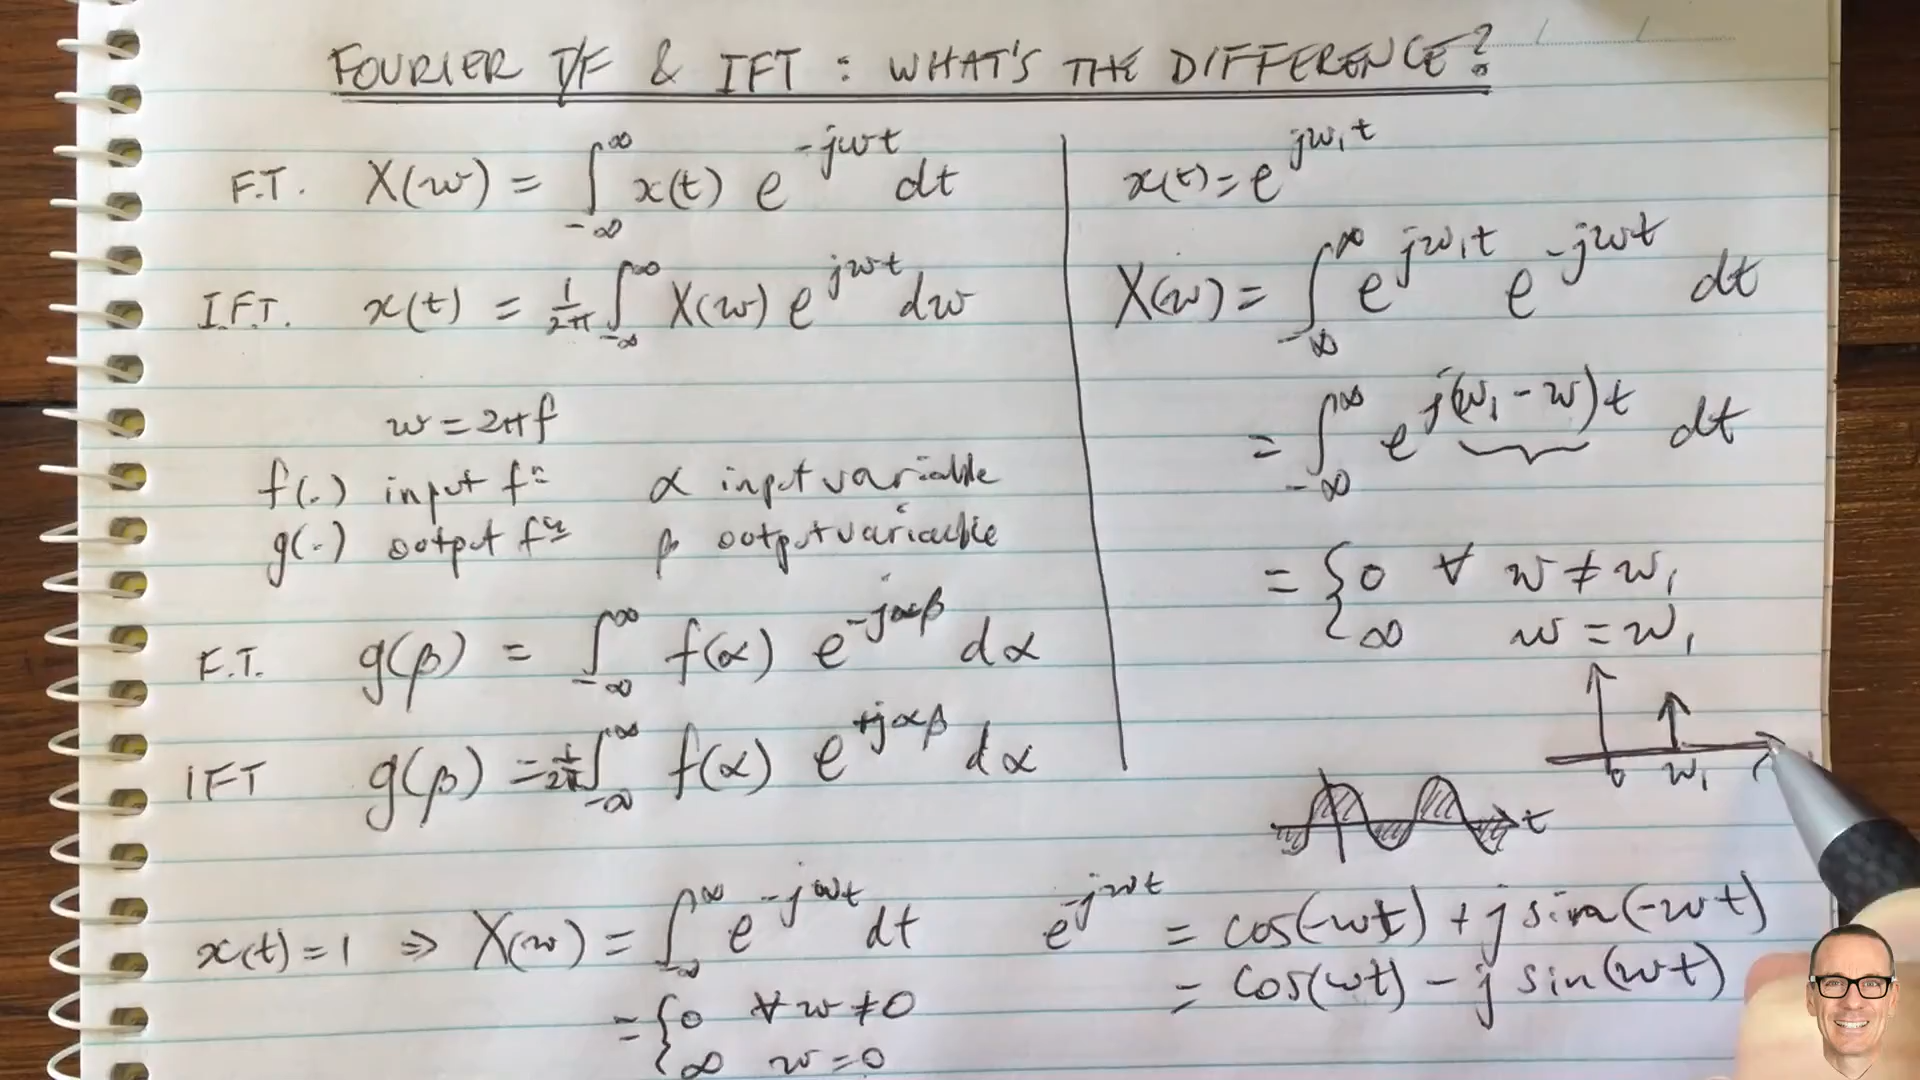 FOURIER T/F & IFT : WHAT'S THE DIFFERENCE?
F.T. X(w) = ∫_{-∞}^{∞} x(t) e^{-jwt} dt
I.F.T. x(t) = 1/2π ∫_{-∞}^{∞} X(w) e^{jwt} dw
w = 2πf
f(.) input fⁿ α input variable
g(.) output fⁿ β output variable
F.T. g(β) = ∫_{-∞}^{∞} f(α) e^{-jαβ} dα
IFT g(β) = 1/2π ∫_{-∞}^{∞} f(α) e^{+jαβ} dα
x(t) = e^{jw₁t}
X(w) = ∫_{-∞}^{∞} e^{jw₁t} e^{-jwt} dt
= ∫_{-∞}^{∞} e^{j(w₁-w)t} dt
= { 0 ∀ w ≠ w₁
∞ w = w₁
0 w₁
t
x(t) = 1 ⇒ X(w) = ∫_{-∞}^{∞} e^{-jwt} dt
= { 0 ∀ w ≠ 0
∞ w = 0
e^{-jwt} = cos(-wt) + j sin(-wt)
= cos(wt) - j sin(wt)